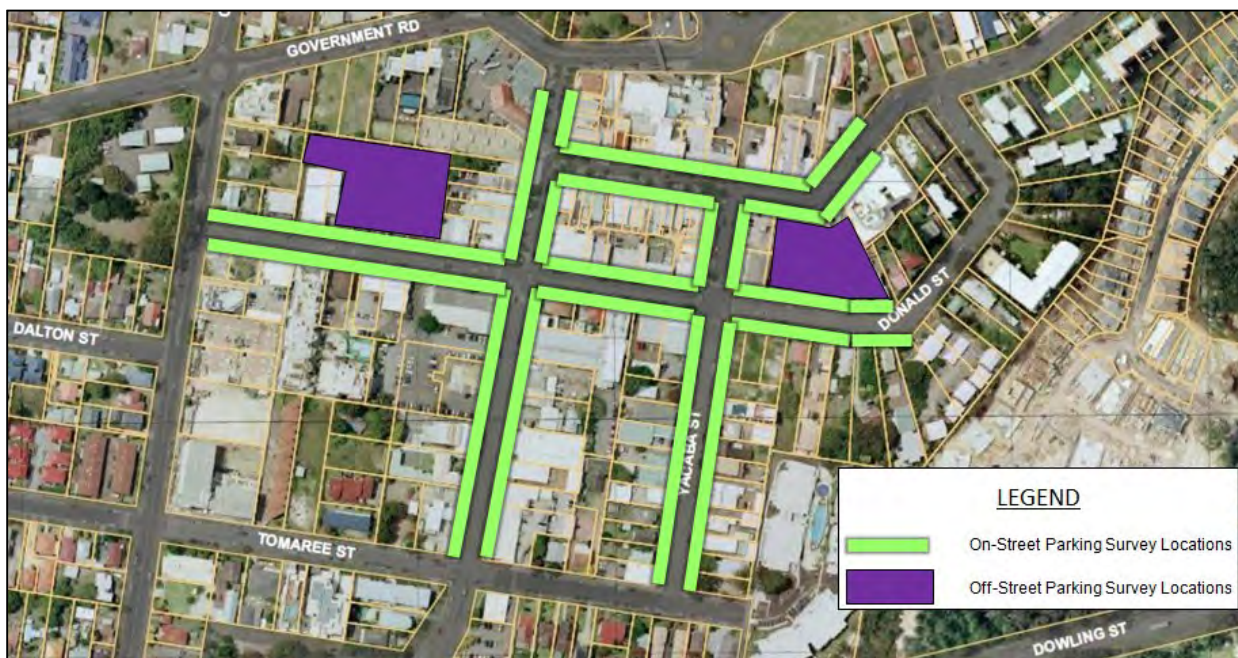 GOVERNMENT RD
DONALD ST
DALTON ST
YACABA ST
TOMAREE ST
DOWLING ST
LEGEND
On-Street Parking Survey Locations
Off-Street Parking Survey Locations